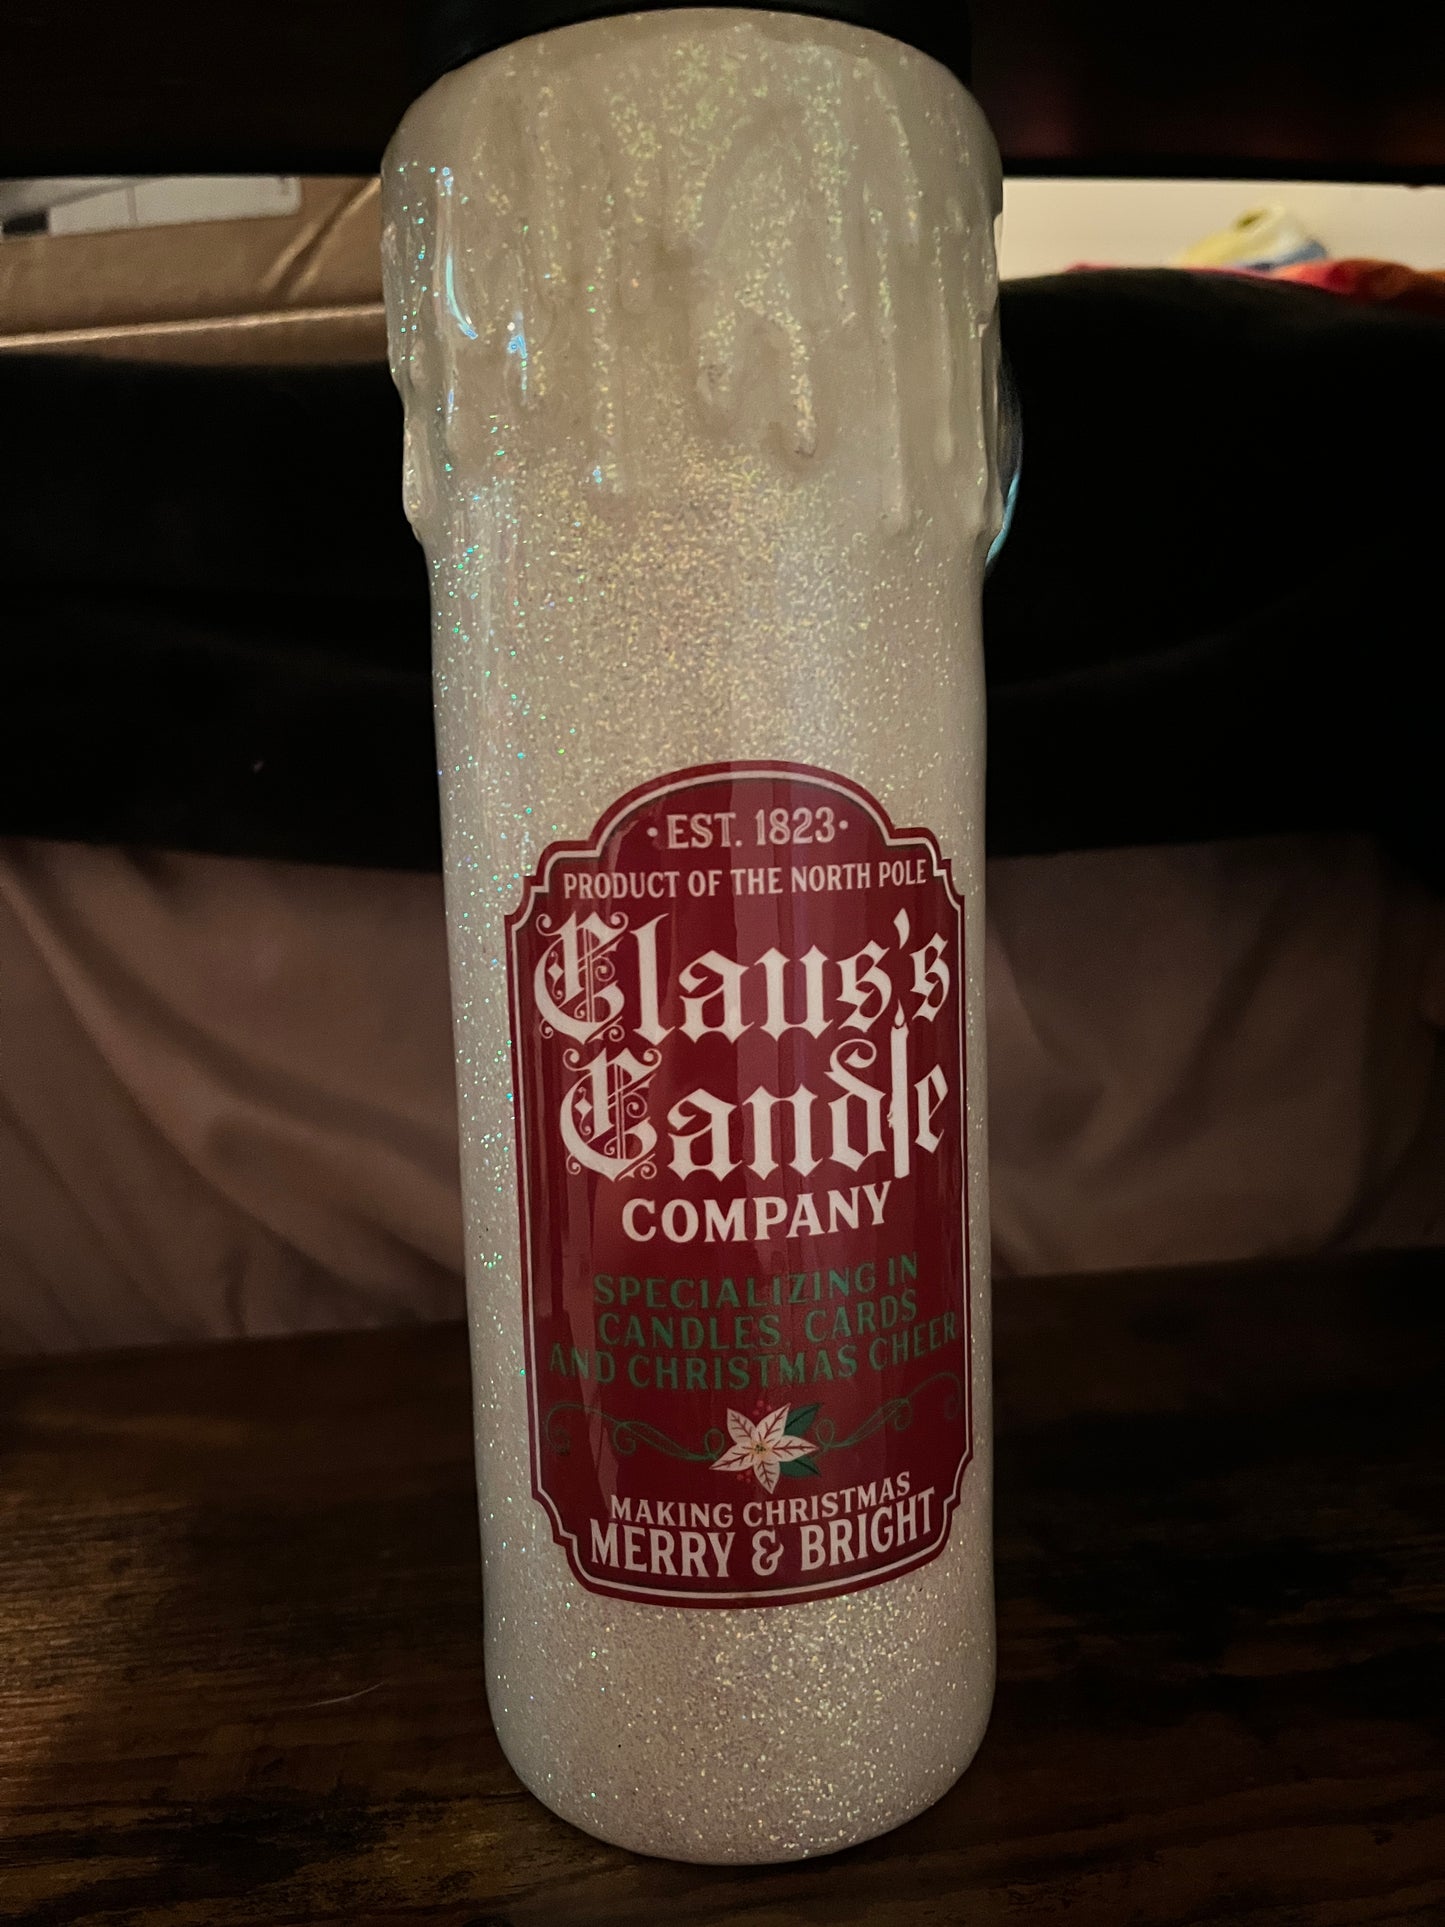 ·EST. 1823·
PRODUCT OF THE NORTH POLE
Claus's
Candle
COMPANY
SPECIALIZING IN
CANDLES, CARDS
AND CHRISTMAS CHEER
MAKING CHRISTMAS
MERRY & BRIGHT